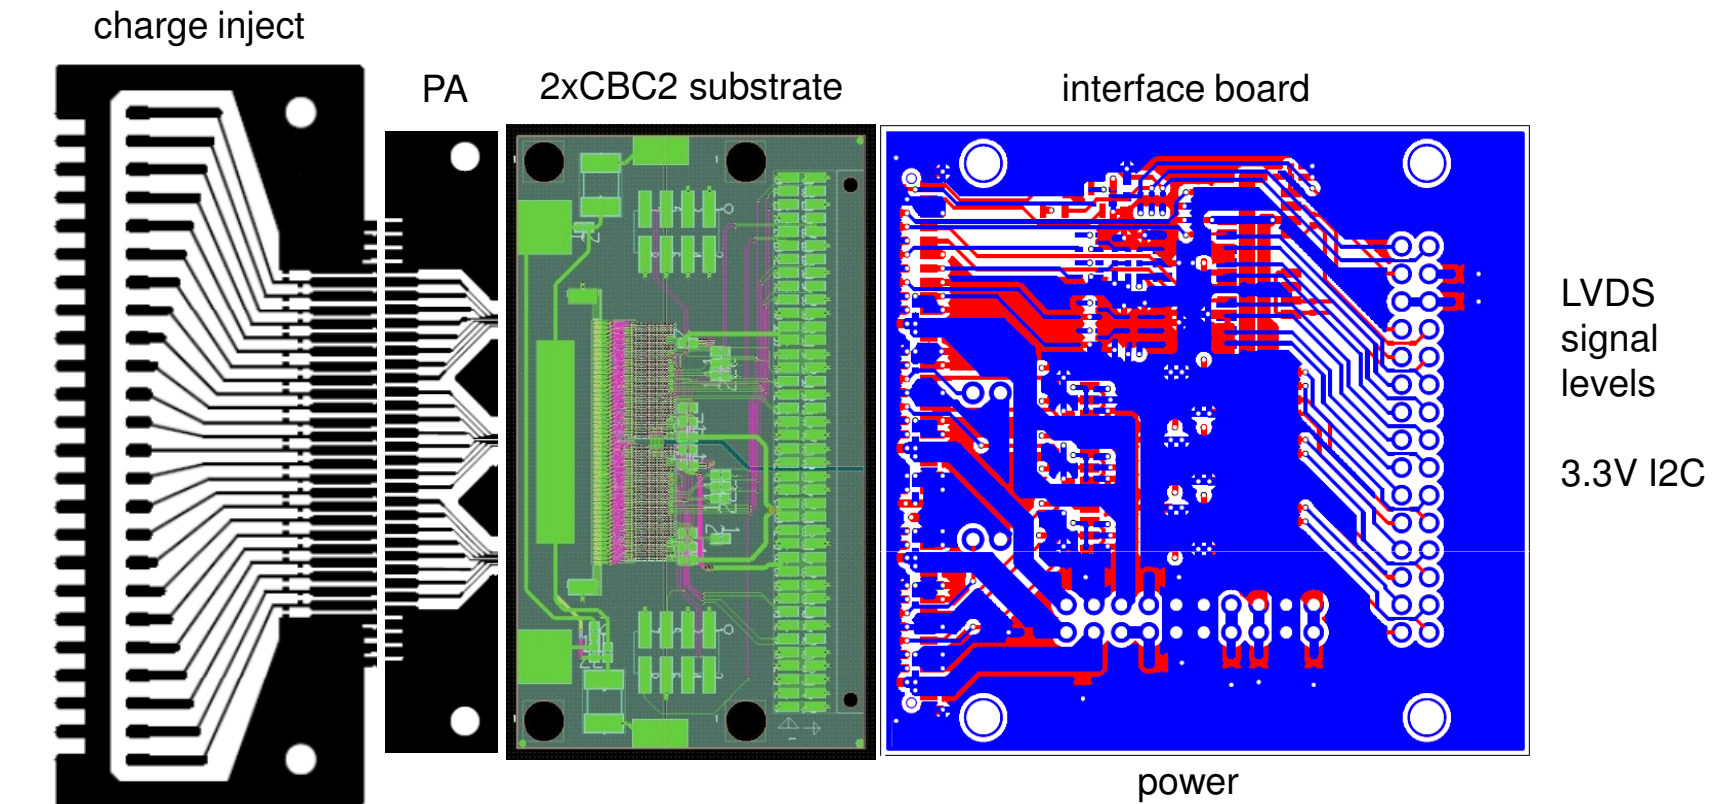 charge inject
PA
2xCBC2 substrate
interface board
LVDS
signal
levels
3.3V I2C
power